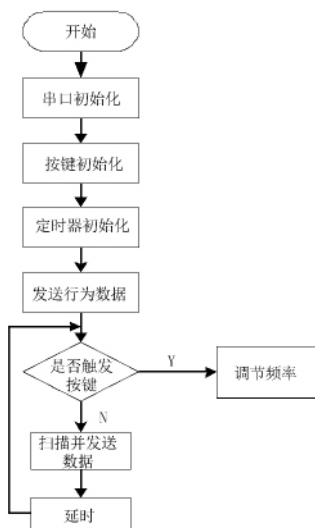 开始
串口初始化
按键初始化
定时器初始化
发送行为数据
是否触发
按键
Y
调节频率
N
扫描并发送
数据
延时